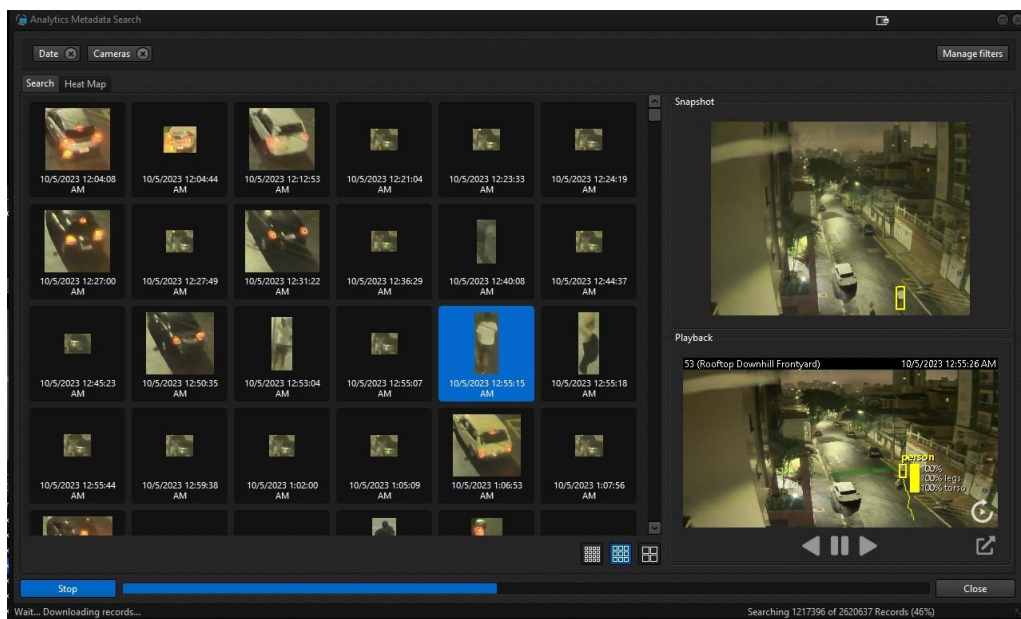 Analytics Metadata Search
Date
Cameras
Manage filters
Search Heat Map
10/5/2023 12:04:08
AM
10/5/2023 12:04:44
AM
10/5/2023 12:12:53
AM
10/5/2023 12:21:04
AM
10/5/2023 12:23:33
AM
10/5/2023 12:24:19
AM
10/5/2023 12:27:00
AM
10/5/2023 12:27:49
AM
10/5/2023 12:31:22
AM
10/5/2023 12:36:29
AM
10/5/2023 12:40:08
AM
10/5/2023 12:44:37
AM
10/5/2023 12:45:23
AM
10/5/2023 12:50:35
AM
10/5/2023 12:53:04
AM
10/5/2023 12:55:07
AM
10/5/2023 12:55:15
AM
10/5/2023 12:55:18
AM
10/5/2023 12:55:44
AM
10/5/2023 12:59:38
AM
10/5/2023 1:02:00
AM
10/5/2023 1:05:09
AM
10/5/2023 1:06:53
AM
10/5/2023 1:07:56
AM
Snapshot
Playback
53 (Rooftop Downhill Frontyard) 10/5/2023 12:55:26 AM
person
100%
100% legs
100% torso
Stop
Close
Wait... Downloading records...
Searching 1217396 of 2620637 Records (46%)